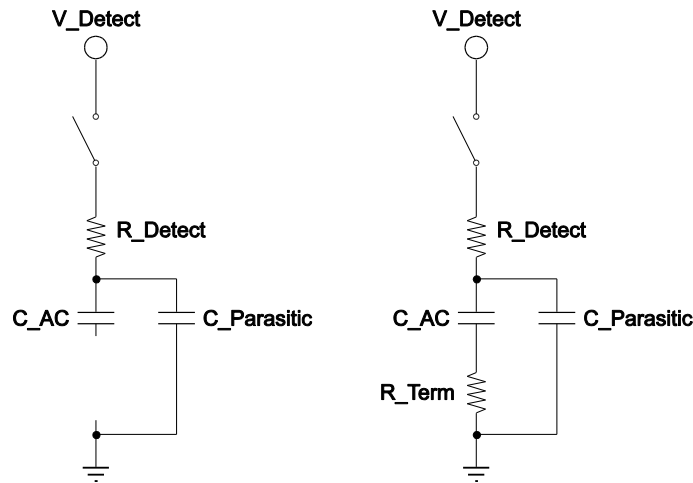 V_Detect
R_Detect
C_AC
C_Parasitic
V_Detect
R_Detect
C_AC
C_Parasitic
R_Term